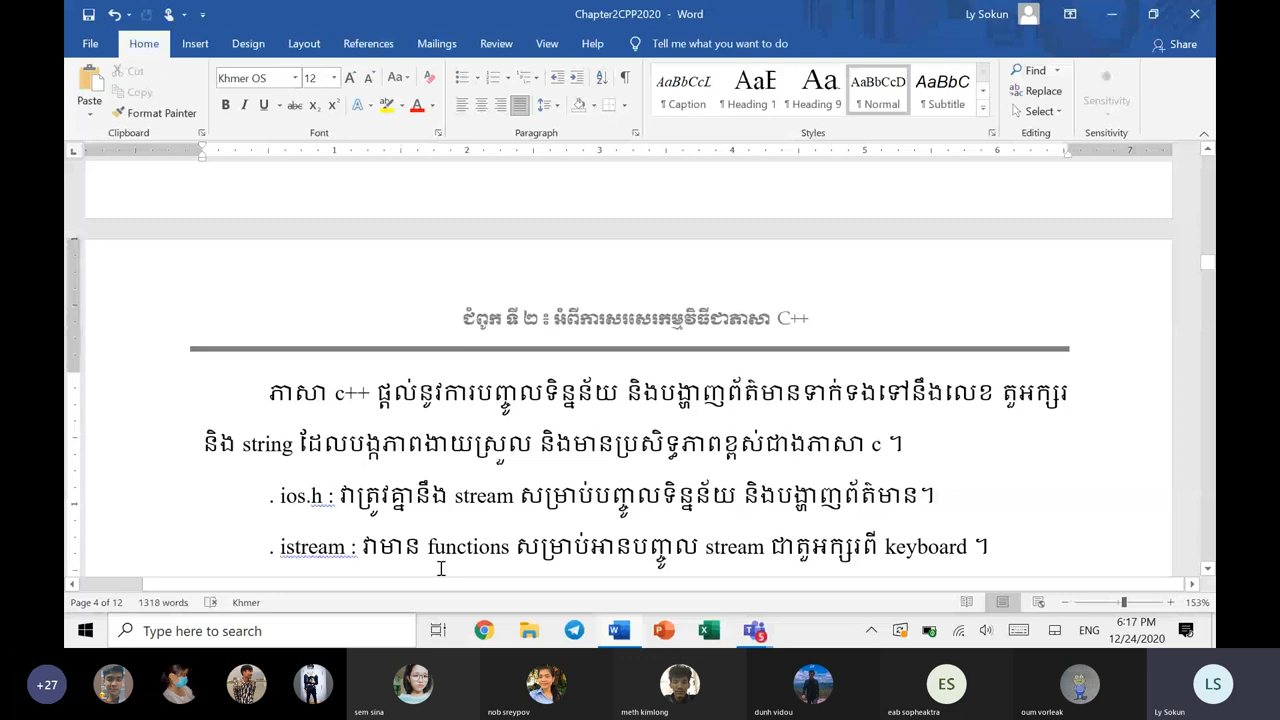 Chapter2CPP2020 - Word
Ly Sokun
File Home Insert Design Layout References Mailings Review View Help Tell me what you want to do Share
Paste
Cut
Copy
Format Painter
Clipboard
Khmer OS 12
Font
Paragraph
AaBbCcL AaE Aa AaBbCcD AaBbC
¶ Caption ¶ Heading 1 ¶ Heading 9 ¶ Normal ¶ Subtitle
Styles
Find
Replace
Select
Editing
Sensitivity
Sensitivity
1 2 3 4 5 6 7
ជំពូក ទី ២ ៖ អំពីការសរសេរកម្មវិធីជាភាសា C++
ភាសា c++ ផ្តល់នូវការបញ្ចូលទិន្នន័យ និងបង្ហាញព័ត៌មានទាក់ទងទៅនឹងលេខ តួអក្សរ
និង string ដែលបង្កភាពងាយស្រួល និងមានប្រសិទ្ធភាពខ្ពស់ជាងភាសា c ។
. ios.h : វាត្រូវគ្នានឹង stream សម្រាប់បញ្ចូលទិន្នន័យ និងបង្ហាញព័ត៌មាន។
. istream : វាមាន functions សម្រាប់អានបញ្ចូល stream ជាតួអក្សរពី keyboard ។
Page 4 of 12 1318 words Khmer 153%
Type here to search
5
ENG
6:17 PM
12/24/2020
+27
sem sina
nob sreypov
meth kimlong
dunh vidou
ES
eab sopheaktra
oum vorleak
LS
Ly Sokun